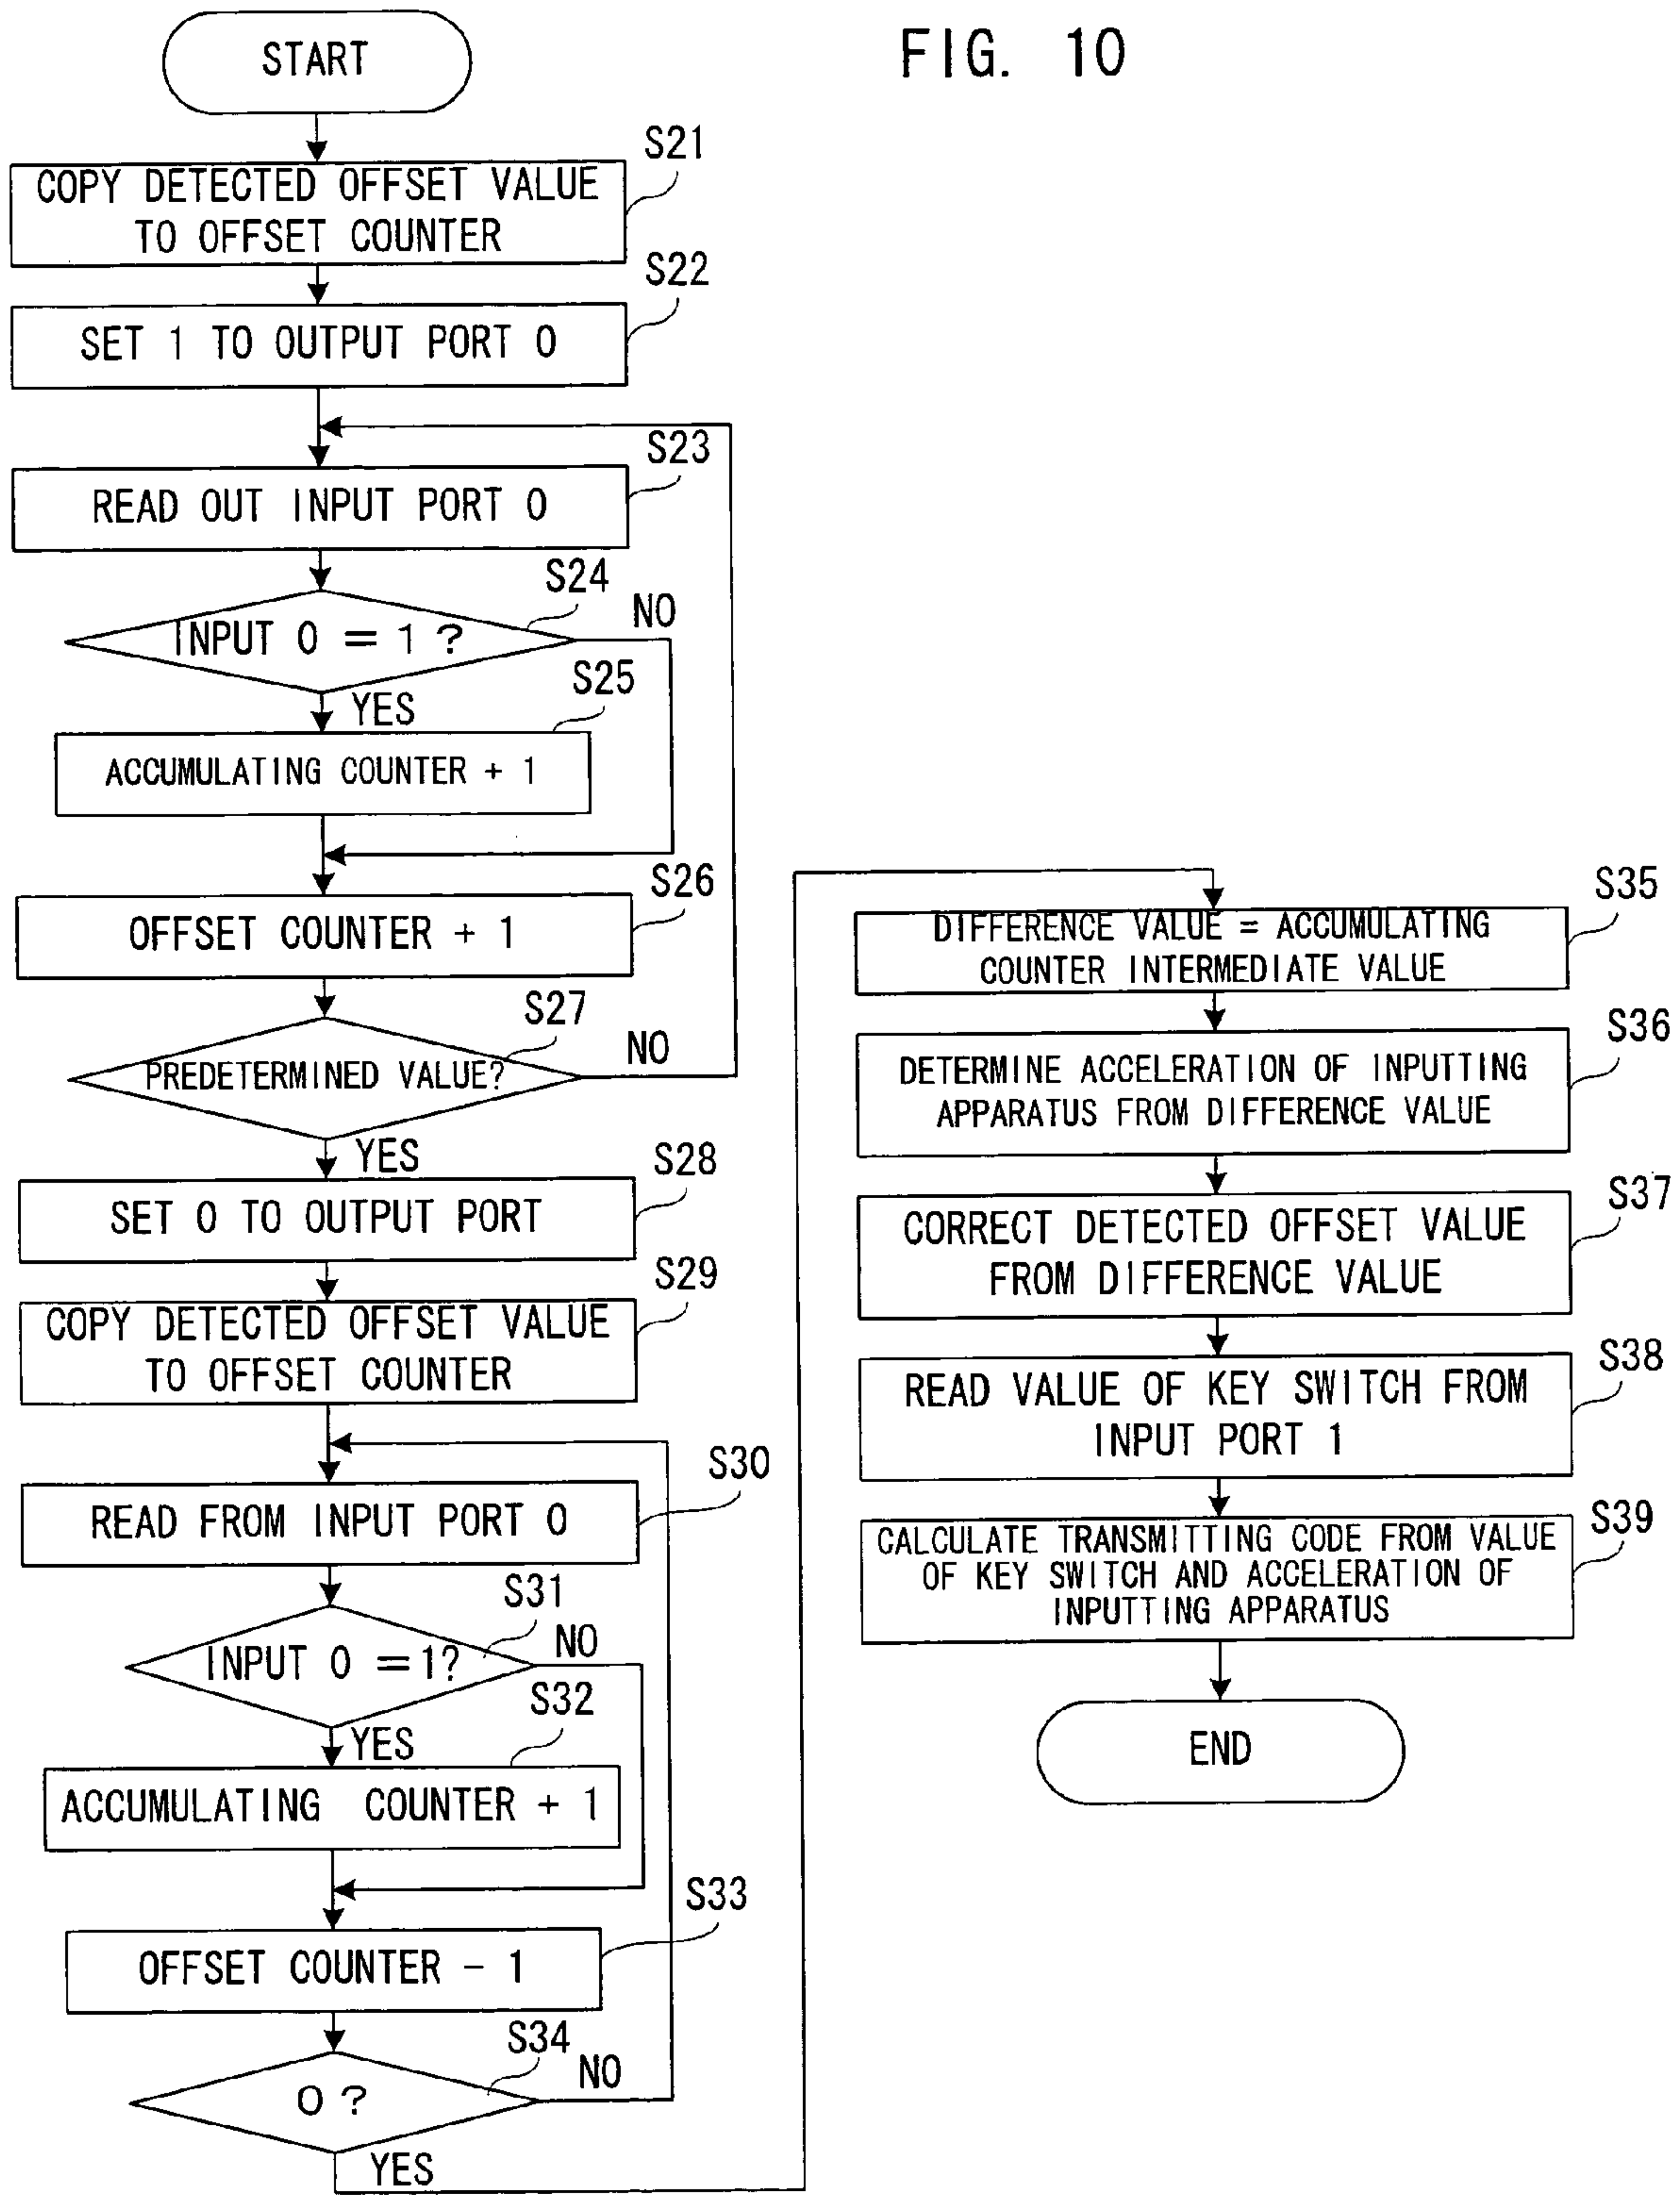 FIG. 10
START
S21
COPY DETECTED OFFSET VALUE
TO OFFSET COUNTER
S22
SET 1 TO OUTPUT PORT 0
S23
READ OUT INPUT PORT 0
S24
INPUT 0 = 1 ?
NO
YES
S25
ACCUMULATING COUNTER + 1
S26
OFFSET COUNTER + 1
S27
PREDETERMINED VALUE?
NO
YES
S28
SET 0 TO OUTPUT PORT
S29
COPY DETECTED OFFSET VALUE
TO OFFSET COUNTER
S30
READ FROM INPUT PORT 0
S31
INPUT 0 = 1?
NO
YES
S32
ACCUMULATING COUNTER + 1
S33
OFFSET COUNTER - 1
S34
0 ?
NO
YES
S35
DIFFERENCE VALUE = ACCUMULATING
COUNTER INTERMEDIATE VALUE
S36
DETERMINE ACCELERATION OF INPUTTING
APPARATUS FROM DIFFERENCE VALUE
S37
CORRECT DETECTED OFFSET VALUE
FROM DIFFERENCE VALUE
S38
READ VALUE OF KEY SWITCH FROM
INPUT PORT 1
S39
CALCULATE TRANSMITTING CODE FROM VALUE
OF KEY SWITCH AND ACCELERATION OF
INPUTTING APPARATUS
END